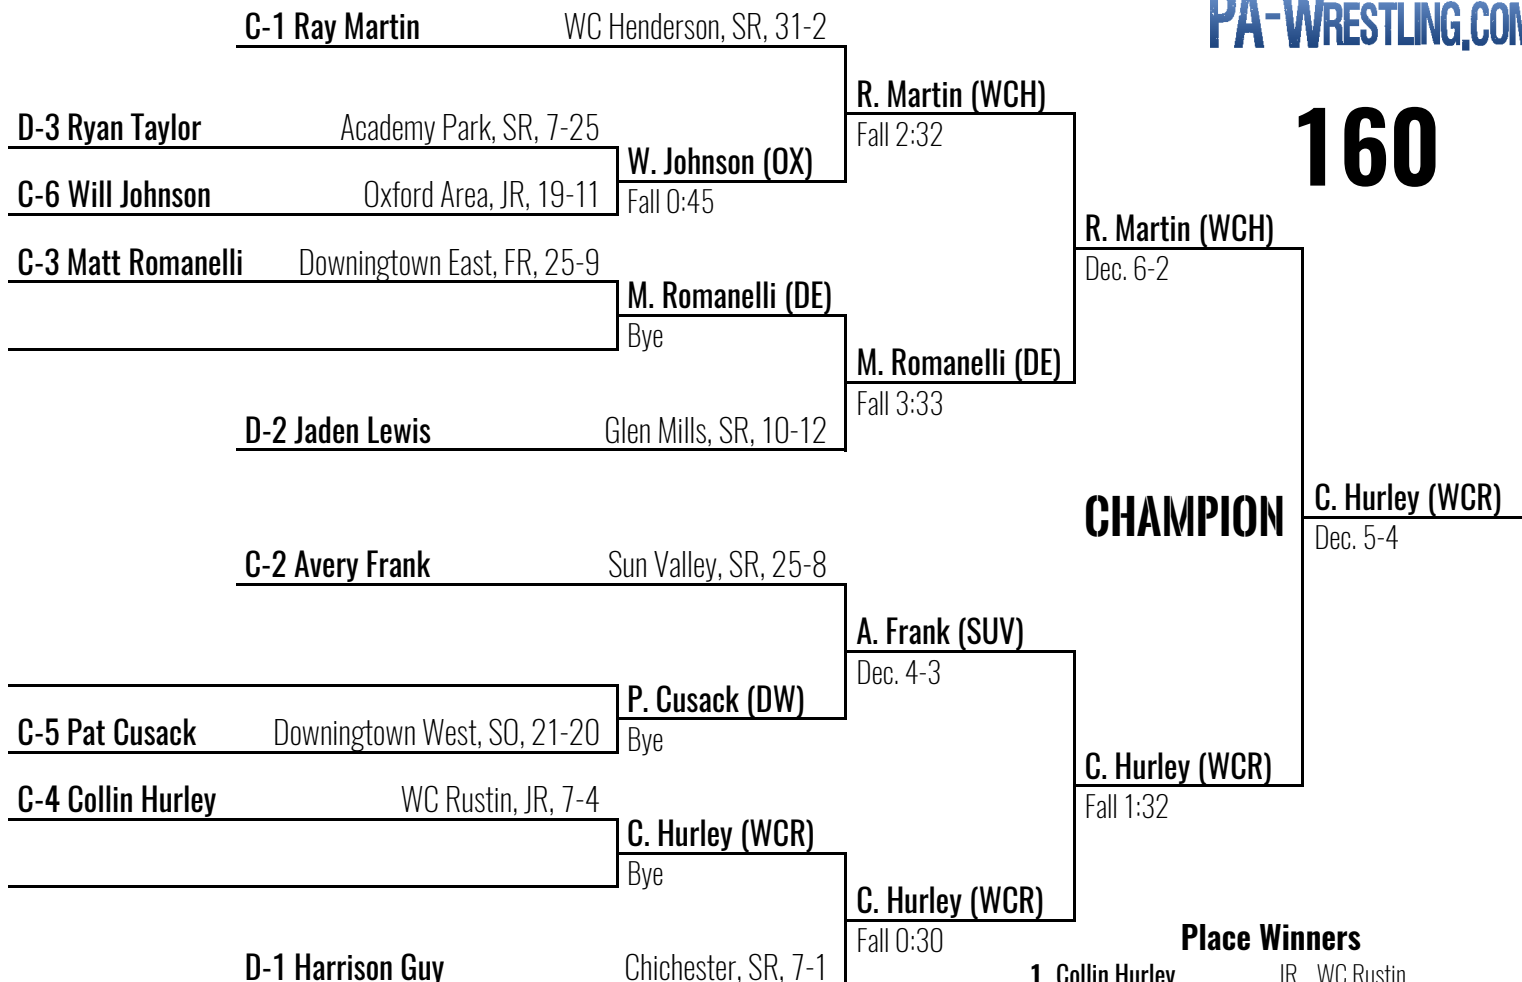 PA-WRESTLING.COM
160
C-1 Ray Martin WC Henderson, SR, 31-2
R. Martin (WCH)
Fall 2:32
D-3 Ryan Taylor Academy Park, SR, 7-25
W. Johnson (OX)
Fall 0:45
C-6 Will Johnson Oxford Area, JR, 19-11
R. Martin (WCH)
Dec. 6-2
C-3 Matt Romanelli Downingtown East, FR, 25-9
M. Romanelli (DE)
Bye
M. Romanelli (DE)
Fall 3:33
D-2 Jaden Lewis Glen Mills, SR, 10-12
CHAMPION
C. Hurley (WCR)
Dec. 5-4
C-2 Avery Frank Sun Valley, SR, 25-8
A. Frank (SUV)
Dec. 4-3
P. Cusack (DW)
Bye
C-5 Pat Cusack Downingtown West, SO, 21-20
C. Hurley (WCR)
Fall 1:32
C-4 Collin Hurley WC Rustin, JR, 7-4
C. Hurley (WCR)
Bye
C. Hurley (WCR)
Fall 0:30
D-1 Harrison Guy Chichester, SR, 7-1
Place Winners
1 Collin Hurley JR WC Rustin